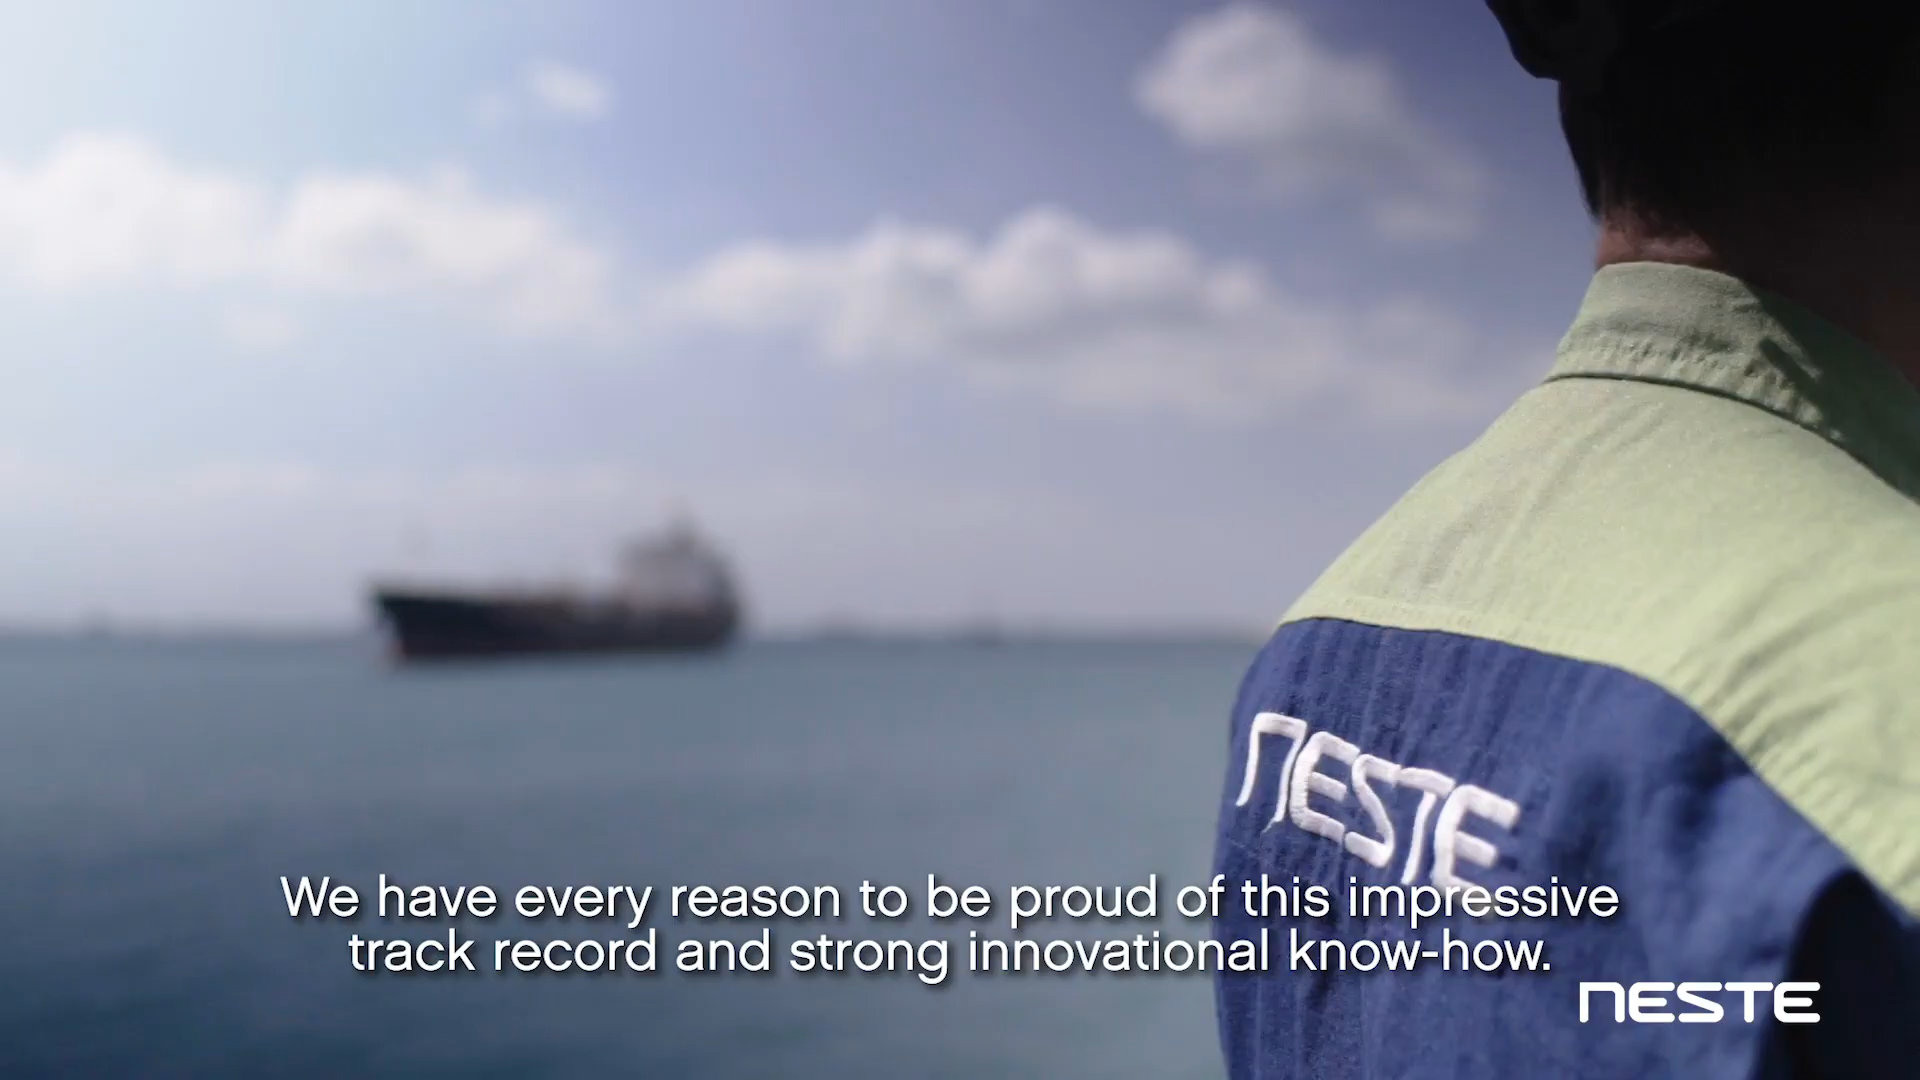 NESTE
We have every reason to be proud of this impressive
track record and strong innovational know-how.
NESTE